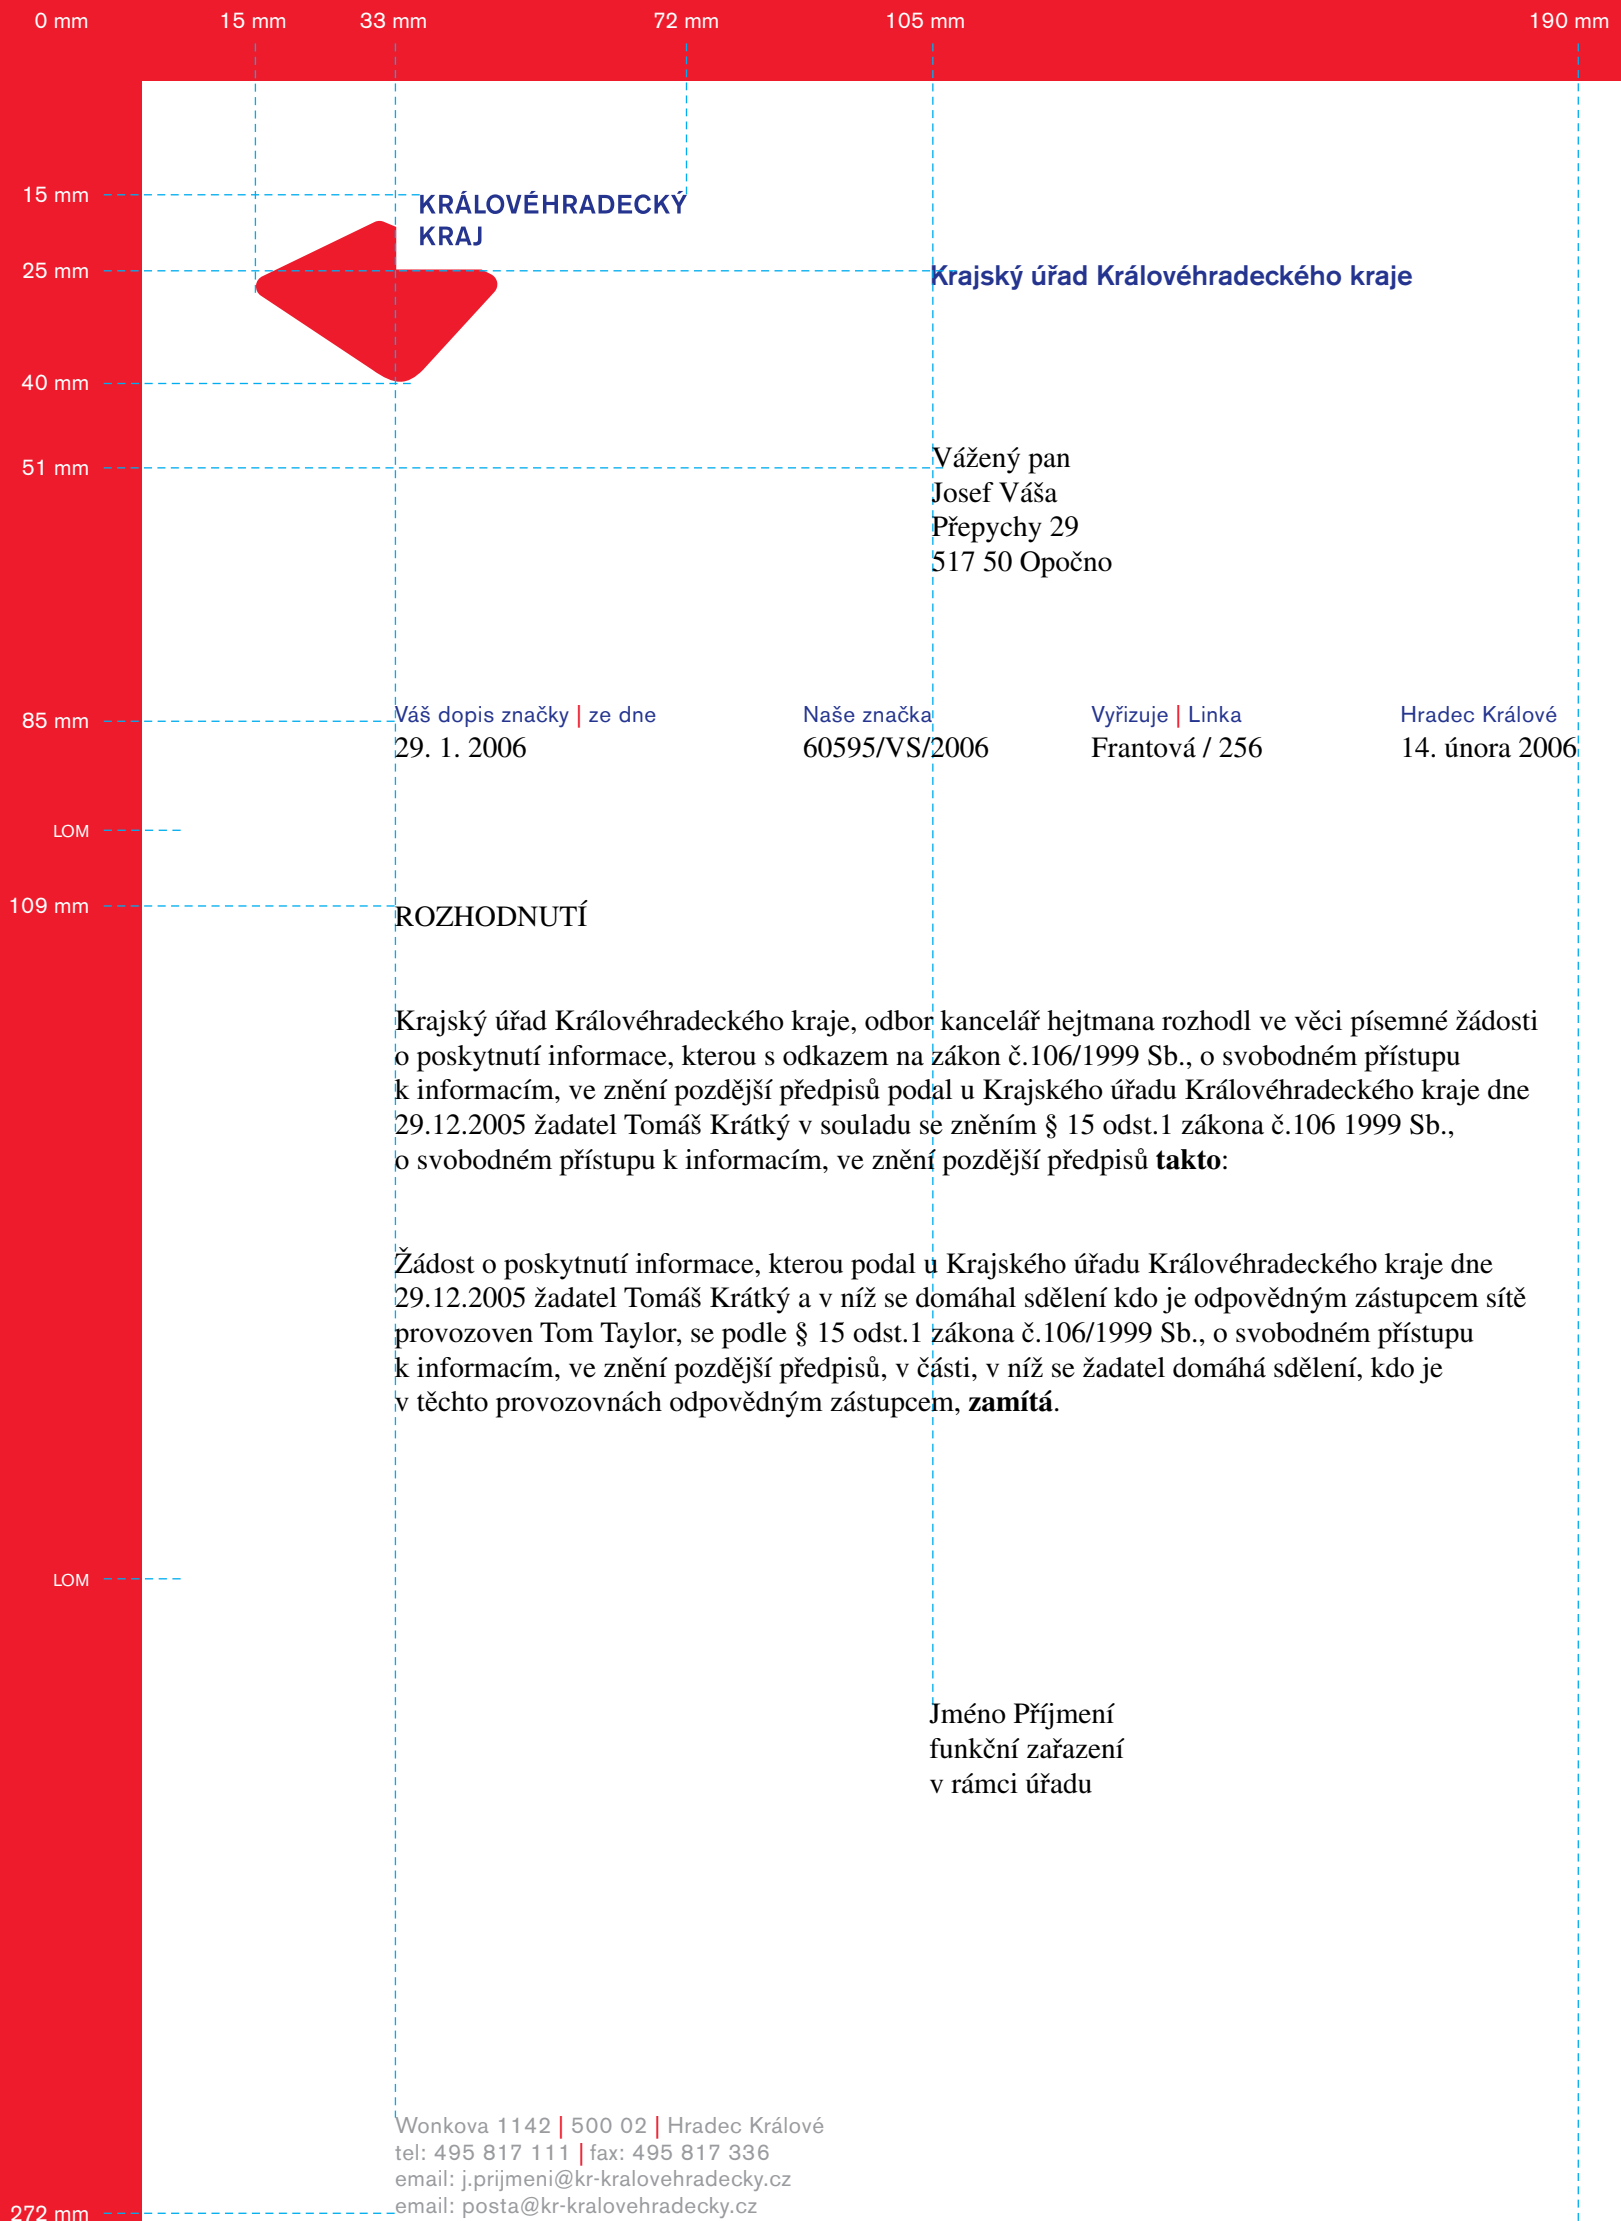 0 mm 15 mm 33 mm 72 mm 105 mm 190 mm
15 mm
KRÁLOVÉHRADECKÝ
KRAJ
25 mm
Krajský úřad Královéhradeckého kraje
40 mm
51 mm
Vážený pan
Josef Váša
Přepychy 29
517 50 Opočno
85 mm
Váš dopis značky | ze dne Naše značka Vyřizuje | Linka Hradec Králové
29. 1. 2006 60595/VS/2006 Frantová / 256 14. února 2006
LOM
109 mm
ROZHODNUTÍ
Krajský úřad Královéhradeckého kraje, odbor kancelář hejtmana rozhodl ve věci písemné žádosti
o poskytnutí informace, kterou s odkazem na zákon č.106/1999 Sb., o svobodném přístupu
k informacím, ve znění pozdější předpisů podal u Krajského úřadu Královéhradeckého kraje dne
29.12.2005 žadatel Tomáš Krátký v souladu se zněním § 15 odst.1 zákona č.106 1999 Sb.,
o svobodném přístupu k informacím, ve znění pozdější předpisů takto:
Žádost o poskytnutí informace, kterou podal u Krajského úřadu Královéhradeckého kraje dne
29.12.2005 žadatel Tomáš Krátký a v níž se domáhal sdělení kdo je odpovědným zástupcem sítě
provozoven Tom Taylor, se podle § 15 odst.1 zákona č.106/1999 Sb., o svobodném přístupu
k informacím, ve znění pozdější předpisů, v části, v níž se žadatel domáhá sdělení, kdo je
v těchto provozovnách odpovědným zástupcem, zamítá.
LOM
Jméno Příjmení
funkční zařazení
v rámci úřadu
Wonkova 1142 | 500 02 | Hradec Králové
tel: 495 817 111 | fax: 495 817 336
email: j.prijmeni@kr-kralovehradecky.cz
email: posta@kr-kralovehradecky.cz
272 mm